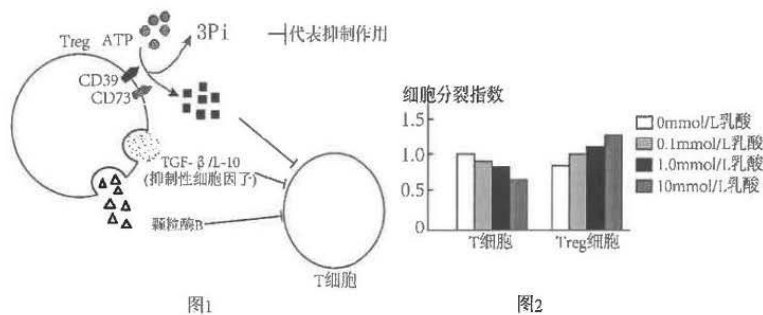 Treg
ATP
3Pi
代表抑制作用
CD39
CD73
TGF-β/L-10
(抑制性细胞因子)
颗粒酶B
T细胞
图1
细胞分裂指数
1.5
1.0
0.5
T细胞
Treg细胞
0mmol/L乳酸
0.1mmol/L乳酸
1.0mmol/L乳酸
10mmol/L乳酸
图2